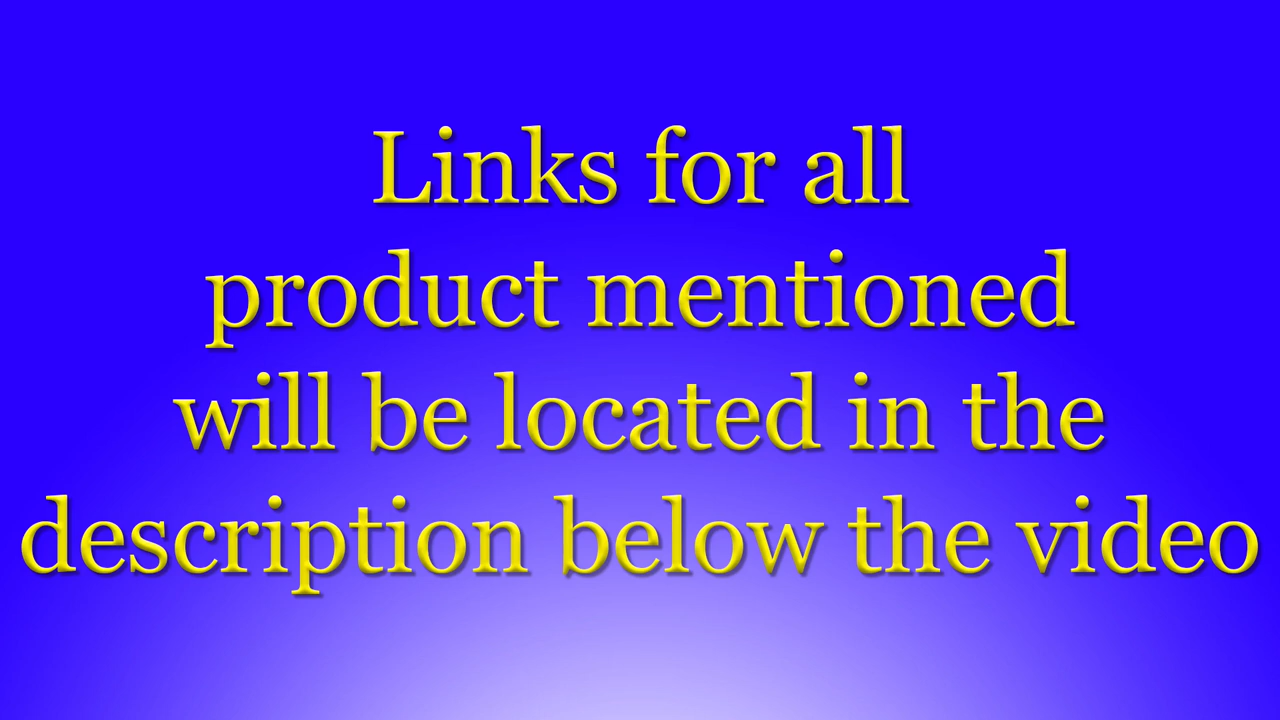 Links for all
product mentioned
will be located in the
description below the video